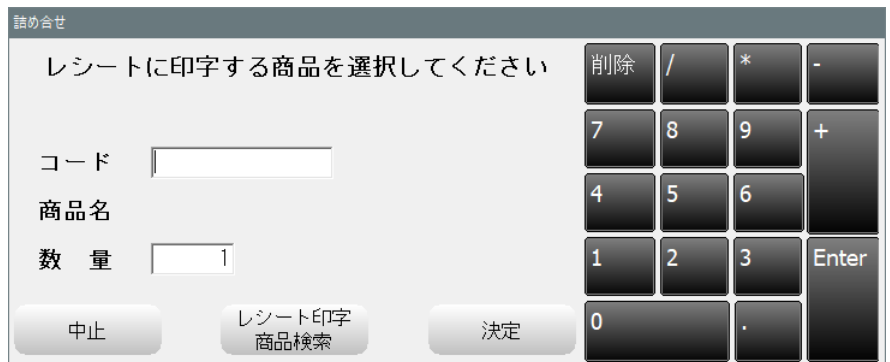 詰め合せ
レシートに印字する商品を選択してください
コード
商品名
数 量 1
中止
レシート印字
商品検索
決定
削除 / * -
7 8 9 +
4 5 6
1 2 3 Enter
0 .